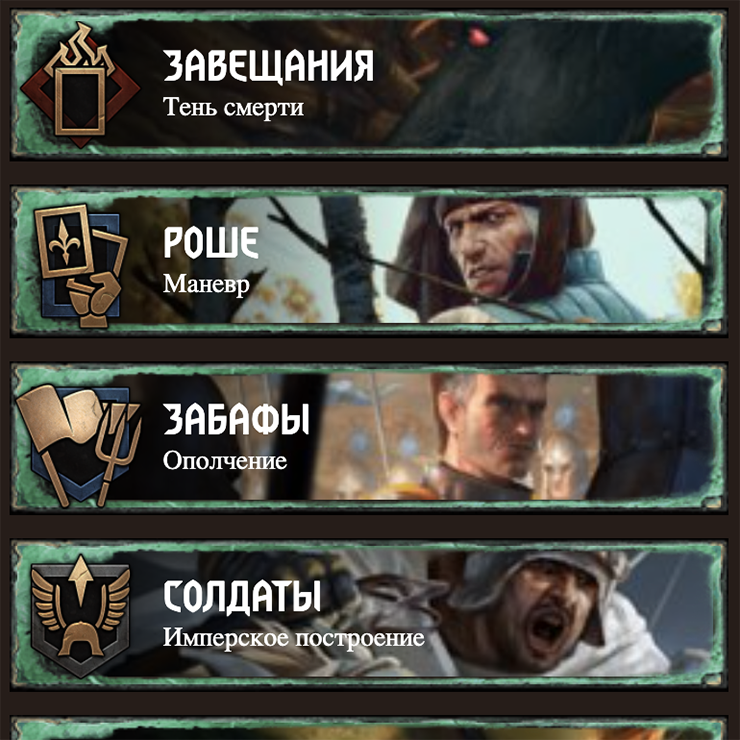 ЗАВЕЩАНИЯ
Тень смерти
РОШЕ
Маневр
ЗАБАФЫ
Ополчение
СОЛДАТЫ
Имперское построение